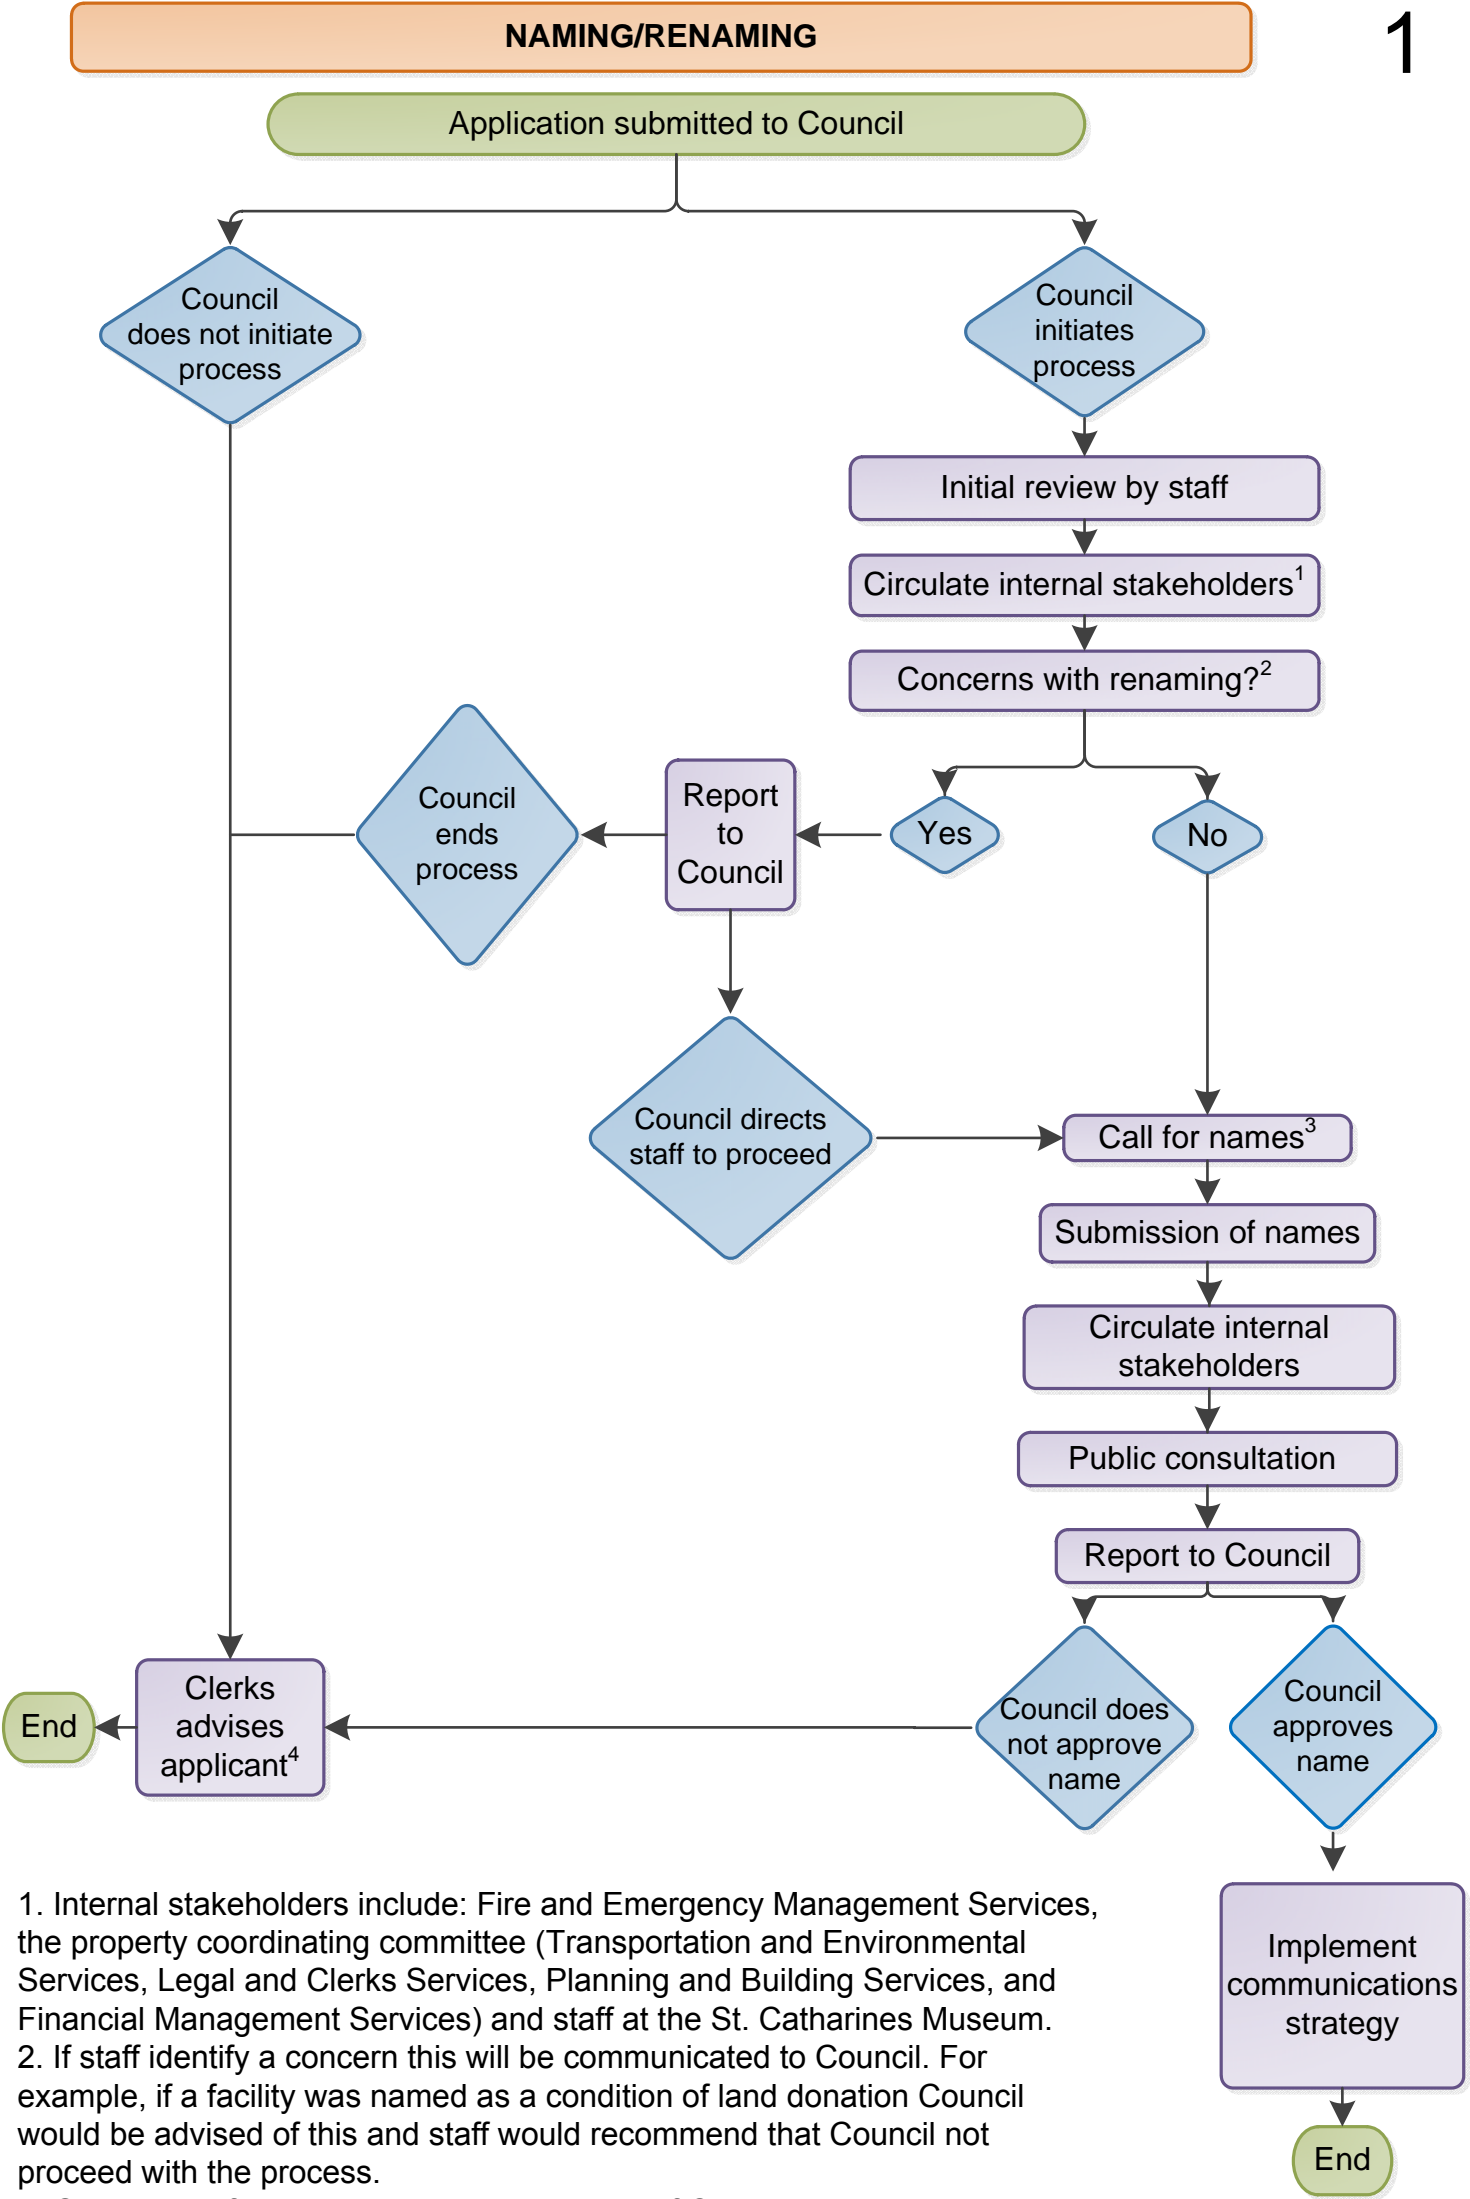 NAMING/RENAMING
1
Application submitted to Council
Council
does not initiate
process
Council
initiates
process
Initial review by staff
Circulate internal stakeholders1
Concerns with renaming?2
Council
ends
process
Report
to
Council
Yes
No
Council directs
staff to proceed
Call for names3
Submission of names
Circulate internal
stakeholders
Public consultation
Report to Council
End
Clerks
advises
applicant4
Council does
not approve
name
Council
approves
name
Implement
communications
strategy
End
1. Internal stakeholders include: Fire and Emergency Management Services,
the property coordinating committee (Transportation and Environmental
Services, Legal and Clerks Services, Planning and Building Services, and
Financial Management Services) and staff at the St. Catharines Museum.
2. If staff identify a concern this will be communicated to Council. For
example, if a facility was named as a condition of land donation Council
would be advised of this and staff would recommend that Council not
proceed with the process.